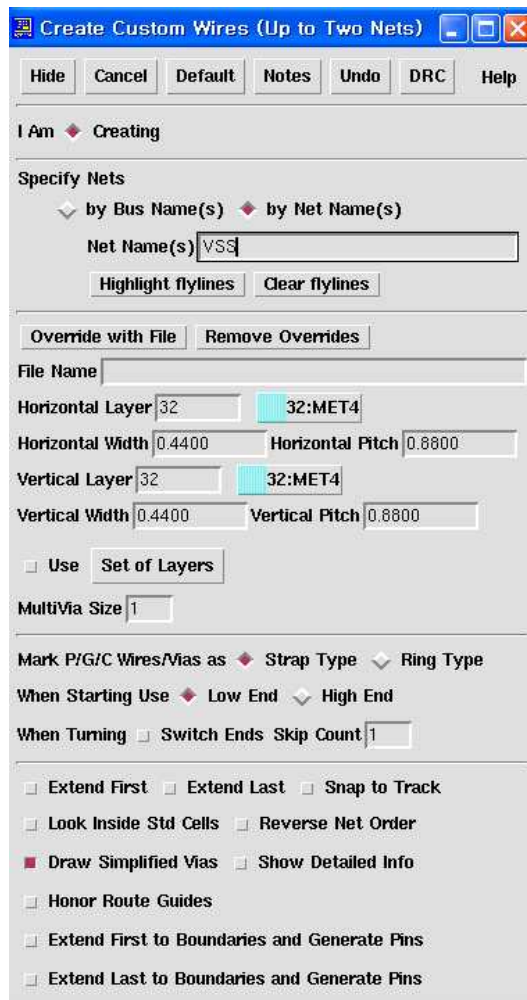 Create Custom Wires (Up to Two Nets)
Hide Cancel Default Notes Undo DRC Help
I Am Creating
Specify Nets
by Bus Name(s) by Net Name(s)
Net Name(s) VSS
Highlight flylines Clear flylines
Override with File Remove Overrides
File Name
Horizontal Layer 32 32:MET4
Horizontal Width 0.4400 Horizontal Pitch 0.8800
Vertical Layer 32 32:MET4
Vertical Width 0.4400 Vertical Pitch 0.8800
Use Set of Layers
MultiVia Size 1
Mark P/G/C Wires/Vias as Strap Type Ring Type
When Starting Use Low End High End
When Turning Switch Ends Skip Count 1
Extend First Extend Last Snap to Track
Look Inside Std Cells Reverse Net Order
Draw Simplified Vias Show Detailed Info
Honor Route Guides
Extend First to Boundaries and Generate Pins
Extend Last to Boundaries and Generate Pins